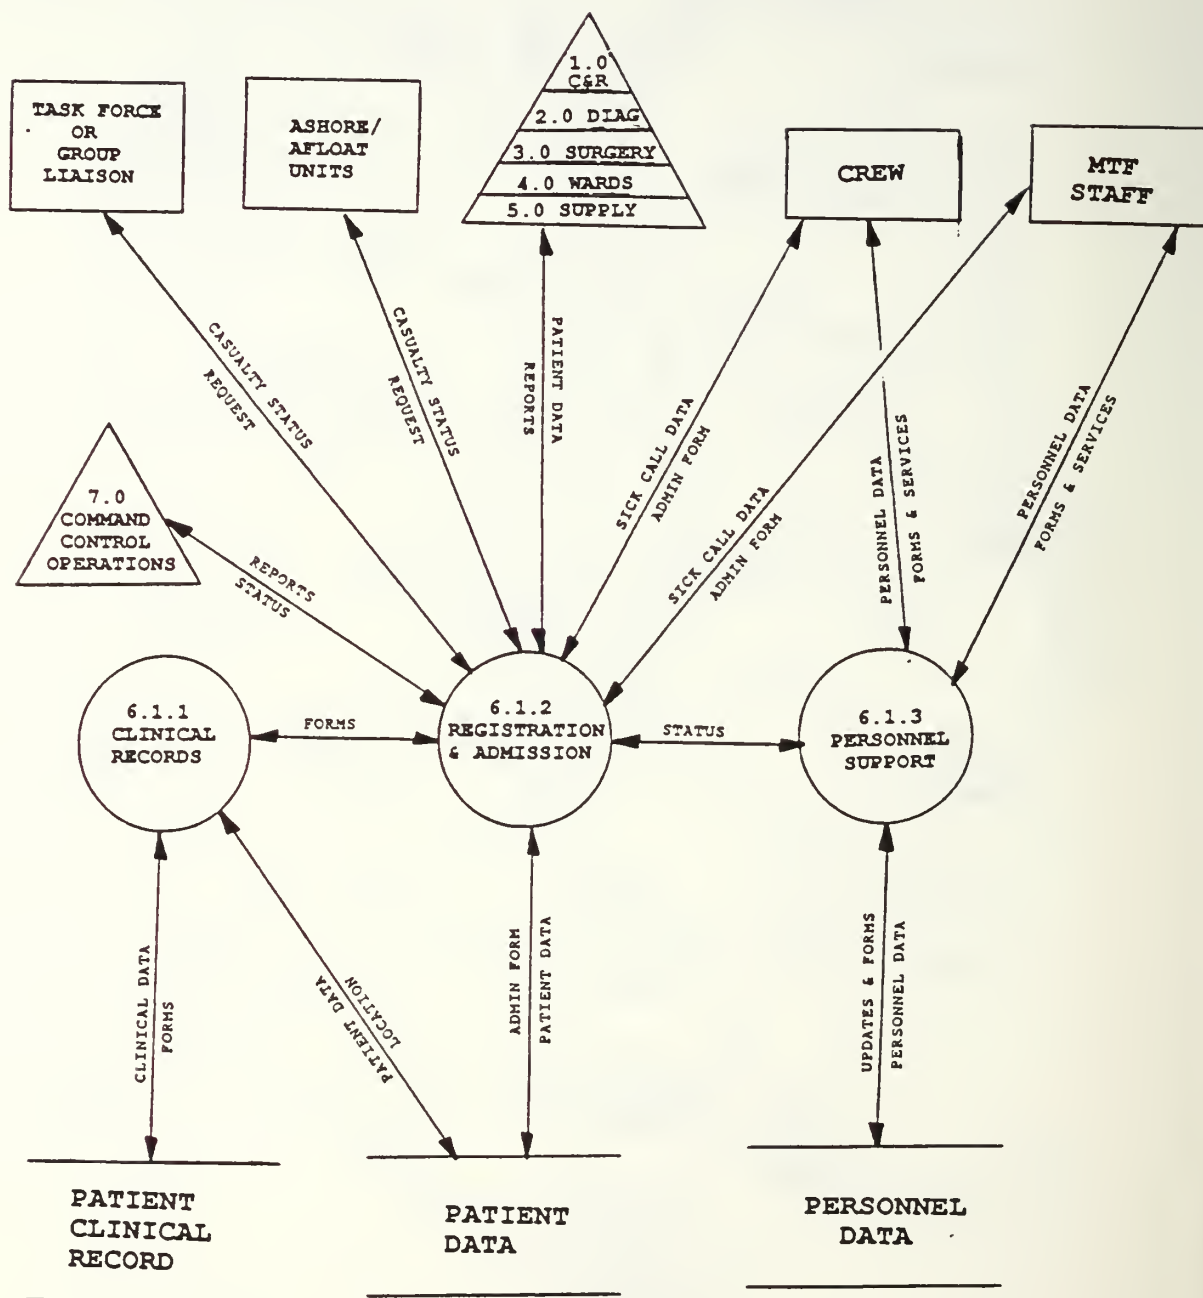 1.0
C&R
2.0 DIAG
3.0 SURGERY
4.0 WARDS
5.0 SUPPLY
TASK FORCE
OR
GROUP
LIAISON
ASHORE/
AFLOAT
UNITS
CREW
MTF
STAFF
CASUALTY STATUS
REQUEST
CASUALTY STATUS
REQUEST
PATIENT DATA
REPORTS
SICK CALL DATA
ADMIN FORM
SICK CALL DATA
ADMIN FORM
PERSONNEL DATA
FORMS & SERVICES
PERSONNEL DATA
FORMS & SERVICES
7.0
COMMAND
CONTROL
OPERATIONS
REPORTS
STATUS
6.1.1
CLINICAL
RECORDS
FORMS
6.1.2
REGISTRATION
& ADMISSION
STATUS
6.1.3
PERSONNEL
SUPPORT
CLINICAL DATA
FORMS
LOCATION
PATIENT DATA
ADMIN FORM
PATIENT DATA
UPDATES & FORMS
PERSONNEL DATA
PATIENT
CLINICAL
RECORD
PATIENT
DATA
PERSONNEL
DATA